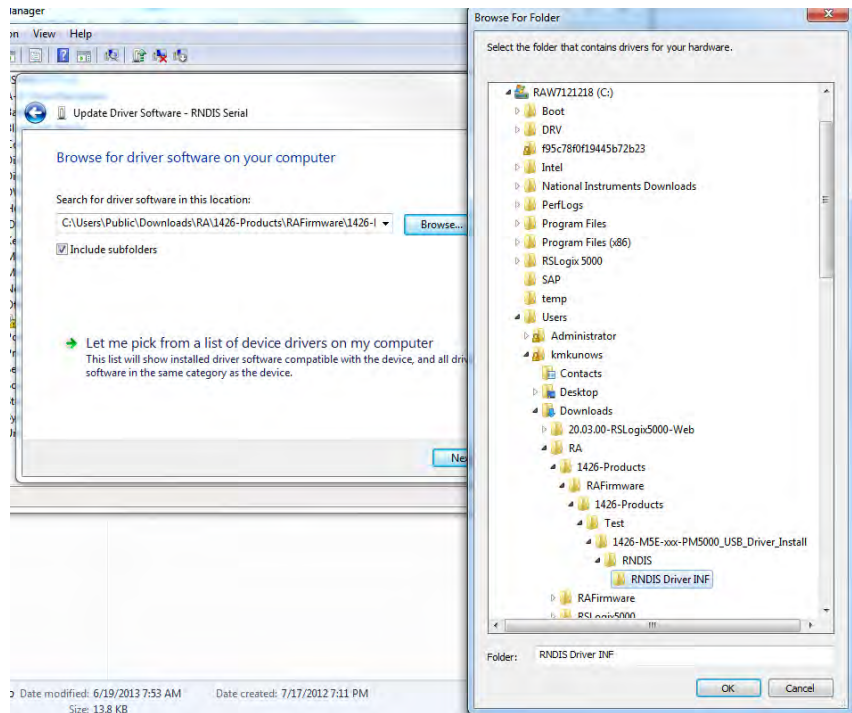 Manager
View Help
Update Driver Software - RNDIS Serial
Browse for driver software on your computer
Search for driver software in this location:
C:\Users\Public\Downloads\RA\1426-Products\RAFirmware\1426-
Browse...
Include subfolders
Let me pick from a list of device drivers on my computer
This list will show installed driver software compatible with the device, and all
software in the same category as the device.
Date modified: 6/19/2013 7:53 AM Date created: 7/17/2012 7:11 PM
Size: 13.8 KB
Browse For Folder
Select the folder that contains drivers for your hardware.
RAW7121218 (C:)
Boot
DRV
f95c78f0f19445b72b23
Intel
National Instruments Downloads
PerfLogs
Program Files
Program Files (x86)
RSLogix 5000
SAP
temp
Users
Administrator
kmkunows
Contacts
Desktop
Downloads
20.03.00-RSLogix5000-Web
RA
1426-Products
RAFirmware
1426-Products
Test
1426-M5E-xxx-PM5000_USB_Driver_Install
RNDIS
RNDIS Driver INF
RAFirmware
RSLogix5000
Folder: RNDIS Driver INF
OK Cancel